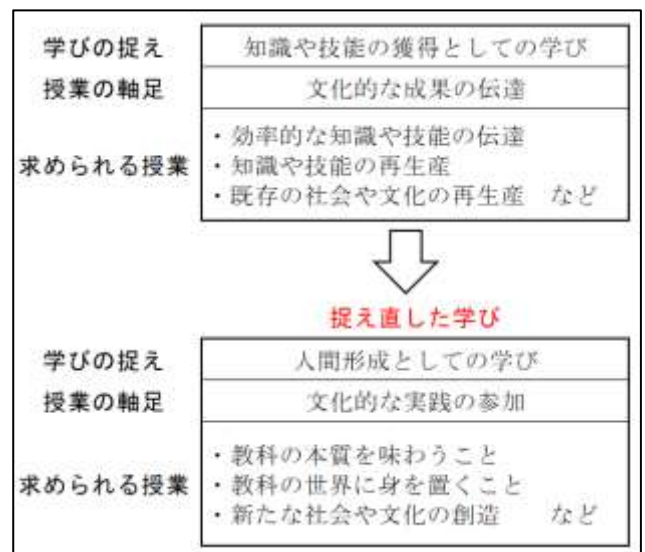 学びの捉え 知識や技能の獲得としての学び
授業の軸足 文化的な成果の伝達
・効率的な知識や技能の伝達
求められる授業 ・知識や技能の再生産
・既存の社会や文化の再生産 など
捉え直した学び
学びの捉え 人間形成としての学び
授業の軸足 文化的な実践の参加
・教科の本質を味わうこと
求められる授業 ・教科の世界に身を置くこと
・新たな社会や文化の創造 など